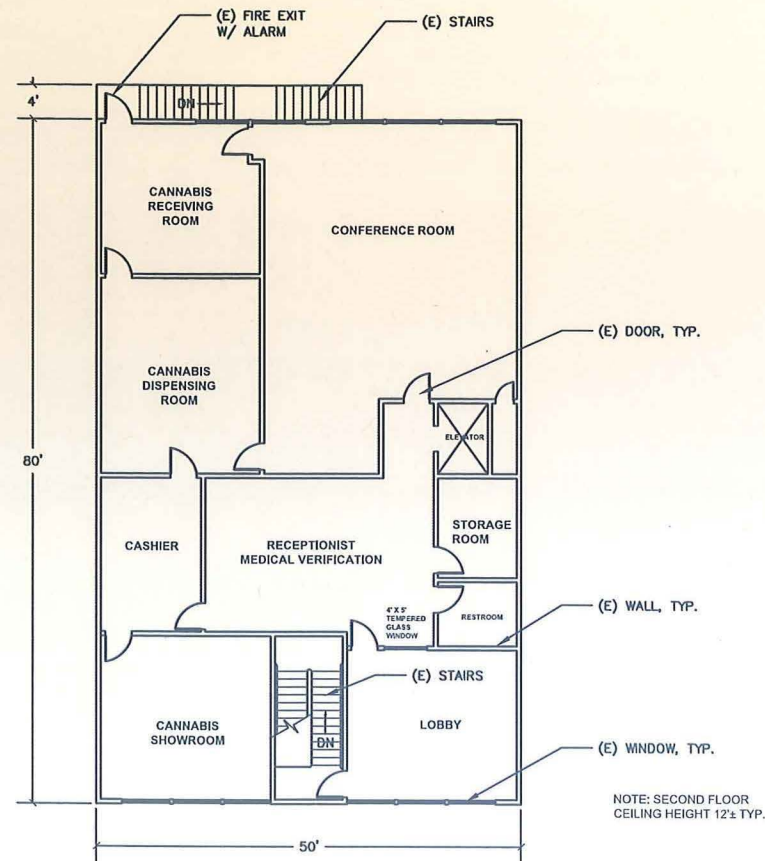 (E) FIRE EXIT
W/ ALARM
(E) STAIRS
4'
DN
CANNABIS
RECEIVING
ROOM
CONFERENCE ROOM
(E) DOOR, TYP.
CANNABIS
DISPENSING
ROOM
ELEVATOR
80'
CASHIER
RECEPTIONIST
MEDICAL VERIFICATION
STORAGE
ROOM
4' X 5'
TEMPERED
GLASS
WINDOW
RESTROOM
(E) WALL, TYP.
(E) STAIRS
CANNABIS
SHOWROOM
DN
LOBBY
(E) WINDOW, TYP.
NOTE: SECOND FLOOR
CEILING HEIGHT 12'± TYP.
50'